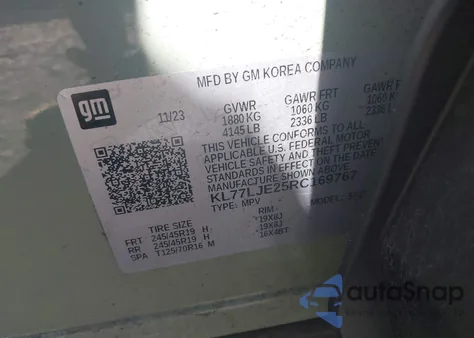 MFD BY GM KOREA COMPANY
gm
11/23
GVWR GAWR FRT GAWR
1880 KG 1060 KG 1060
4145 LB 2336 LB 2336
THIS VEHICLE CONFORMS TO ALL
APPLICABLE U.S. FEDERAL MOTOR
VEHICLE SAFETY AND THEFT PREVENTION
STANDARDS IN EFFECT ON THE DATE OF
MANUFACTURE SHOWN ABOVE.
KL77LJE25RC169767
TYPE: MPV
TIRE SIZE RIM
FRT 245/45R19 H 19X8J
RR 245/45R19 H 19X8J
SPA T125/70R16 M 16X4BT
autoSnap